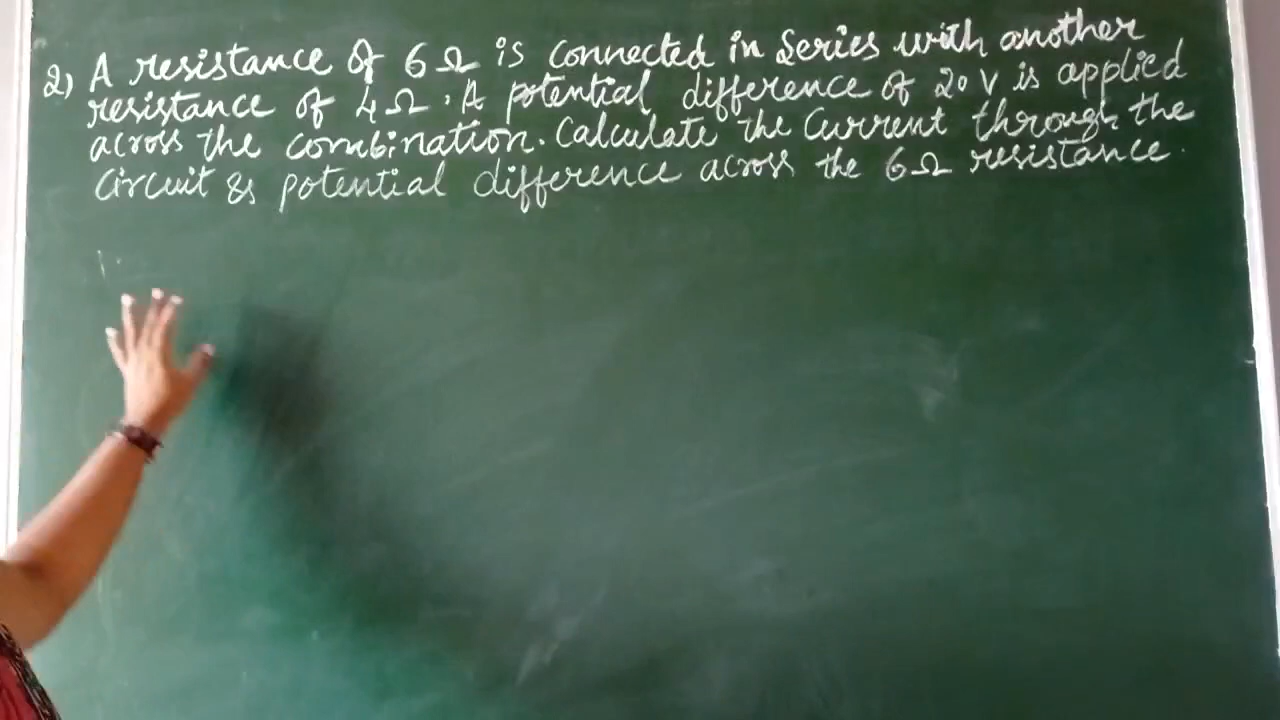 2) A resistance of 6Ω is connected in Series with another
resistance of 4Ω. A potential difference of 20 V is applied
across the combination. Calculate the Current through the
Circuit & potential difference across the 6Ω resistance.